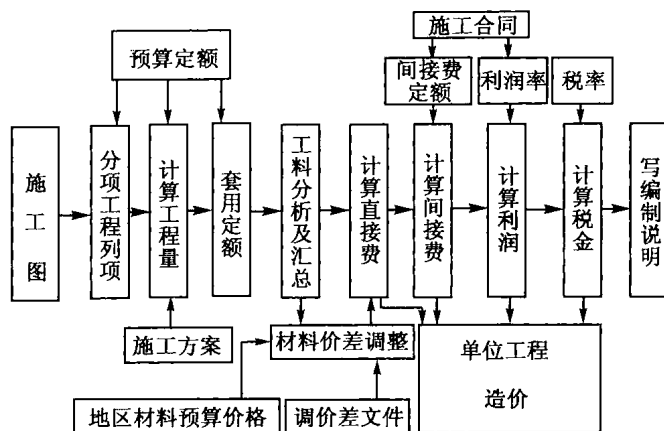 施工合同
预算定额
间接费
定额
利润率
税率
施工图
分项工程列项
计算工程量
套用定额
工料分析及汇总
计算直接费
计算间接费
计算利润
计算税金
写编制说明
施工方案
材料价差调整
单位工程
造价
地区材料预算价格
调价差文件